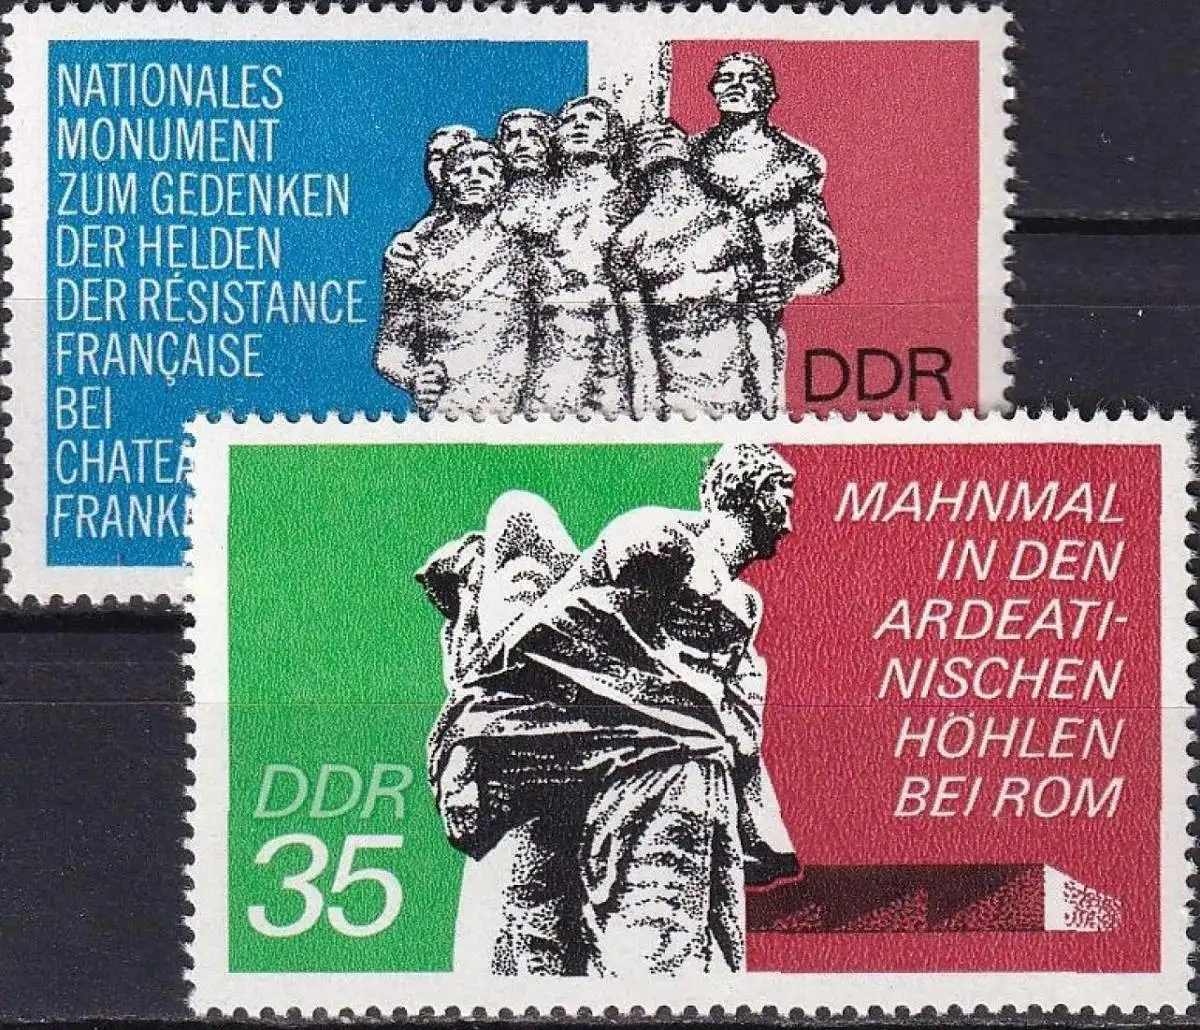 NATIONALES
MONUMENT
ZUM GEDENKEN
DER HELDEN
DER RÉSISTANCE
FRANÇAISE
BEI
DDR
MAHNMAL
IN DEN
ARDEATI-
NISCHEN
HÖHLEN
BEI ROM
DDR
35